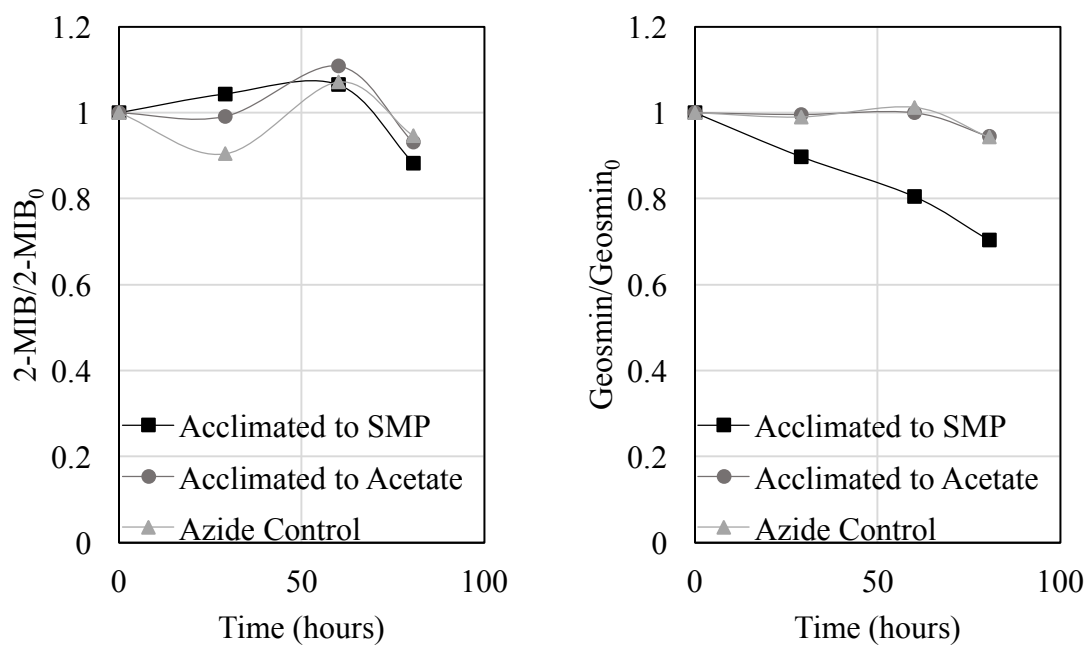 2-MIB/2-MIB₀
1.2
1
0.8
0.6
0.4
0.2
0
Acclimated to SMP
Acclimated to Acetate
Azide Control
0 50 100
Time (hours)
Geosmin/Geosmin₀
1.2
1
0.8
0.6
0.4
0.2
0
Acclimated to SMP
Acclimated to Acetate
Azide Control
0 50 100
Time (hours)